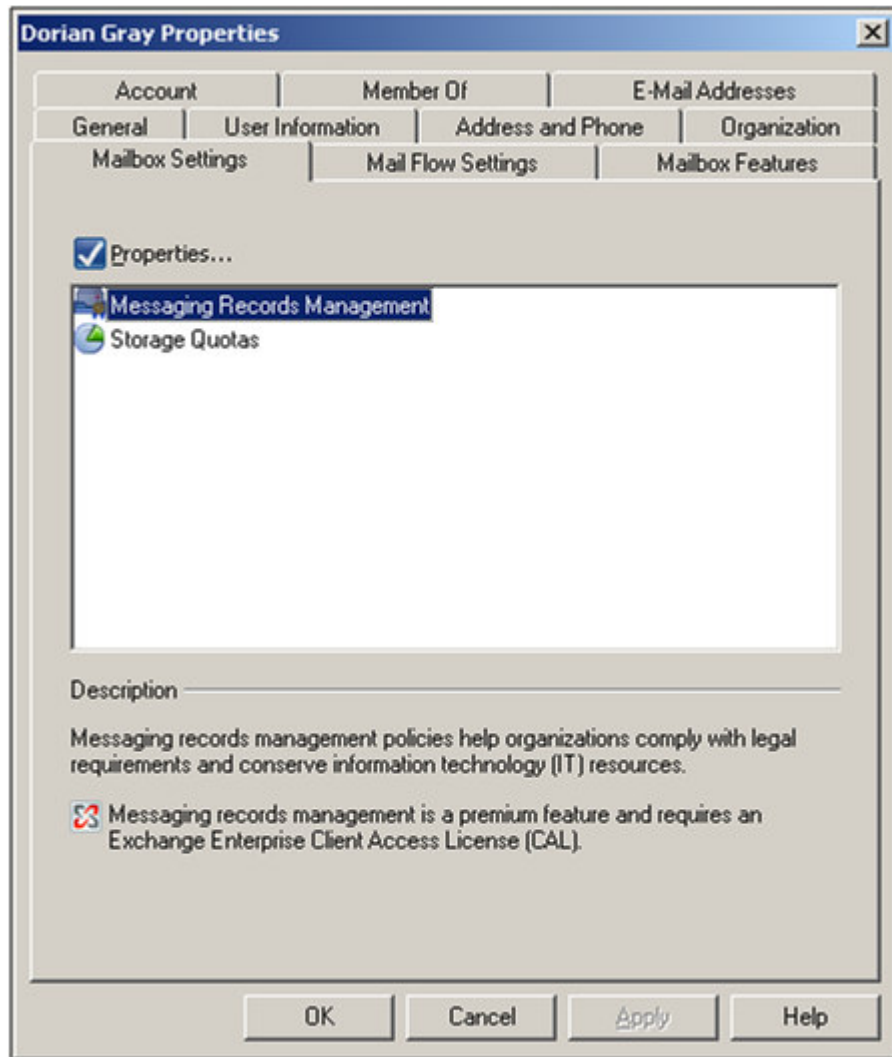 Dorian Gray Properties
Account Member Of E-Mail Addresses
General User Information Address and Phone Organization
Mailbox Settings Mail Flow Settings Mailbox Features
Properties...
Messaging Records Management
Storage Quotas
Description
Messaging records management policies help organizations comply with legal
requirements and conserve information technology (IT) resources.
Messaging records management is a premium feature and requires an
Exchange Enterprise Client Access License (CAL).
OK Cancel Apply Help